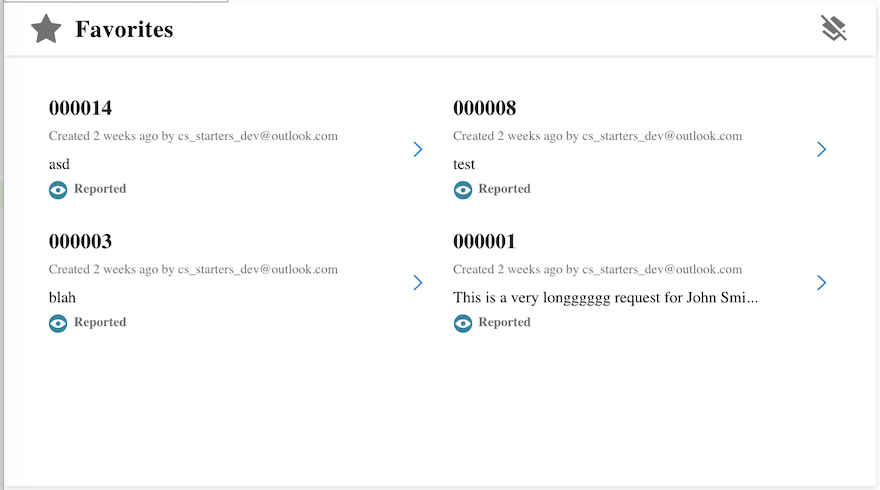 Favorites
000014
Created 2 weeks ago by cs_starters_dev@outlook.com
asd
Reported
000008
Created 2 weeks ago by cs_starters_dev@outlook.com
test
Reported
000003
Created 2 weeks ago by cs_starters_dev@outlook.com
blah
Reported
000001
Created 2 weeks ago by cs_starters_dev@outlook.com
This is a very longggggg request for John Smi...
Reported